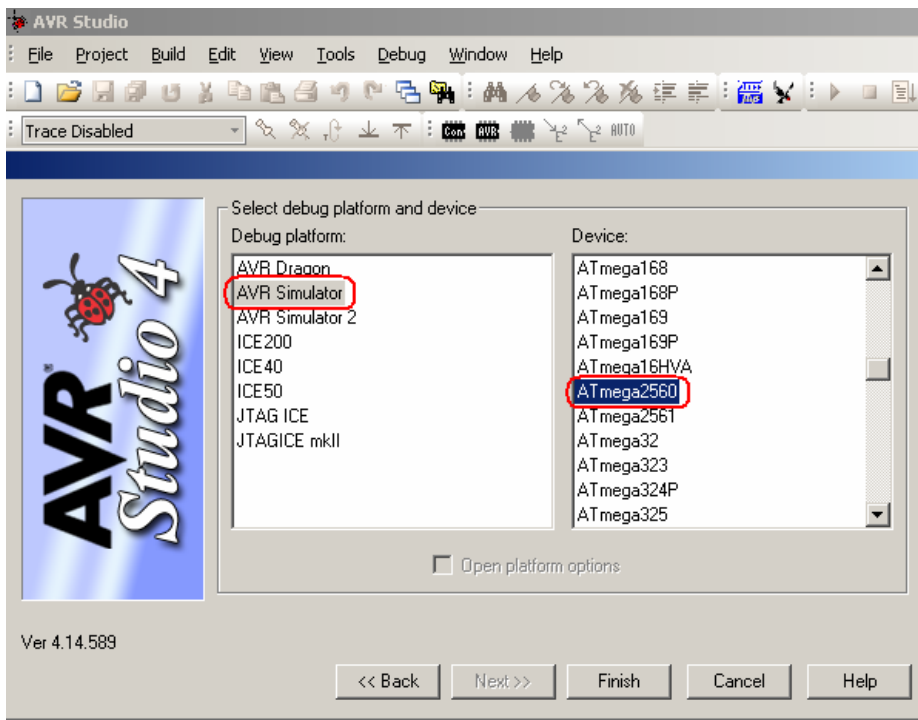 AVR Studio
File Project Build Edit View Tools Debug Window Help
Trace Disabled
Con AVR AUTO
Select debug platform and device
Debug platform:
AVR Dragon
AVR Simulator
AVR Simulator 2
ICE200
ICE40
ICE50
JTAG ICE
JTAGICE mkII
Device:
ATmega168
ATmega168P
ATmega169
ATmega169P
ATmega16HVA
ATmega2560
ATmega2561
ATmega32
ATmega323
ATmega324P
ATmega325
Open platform options
AVR®
Studio 4
Ver 4.14.589
<< Back Next >> Finish Cancel Help